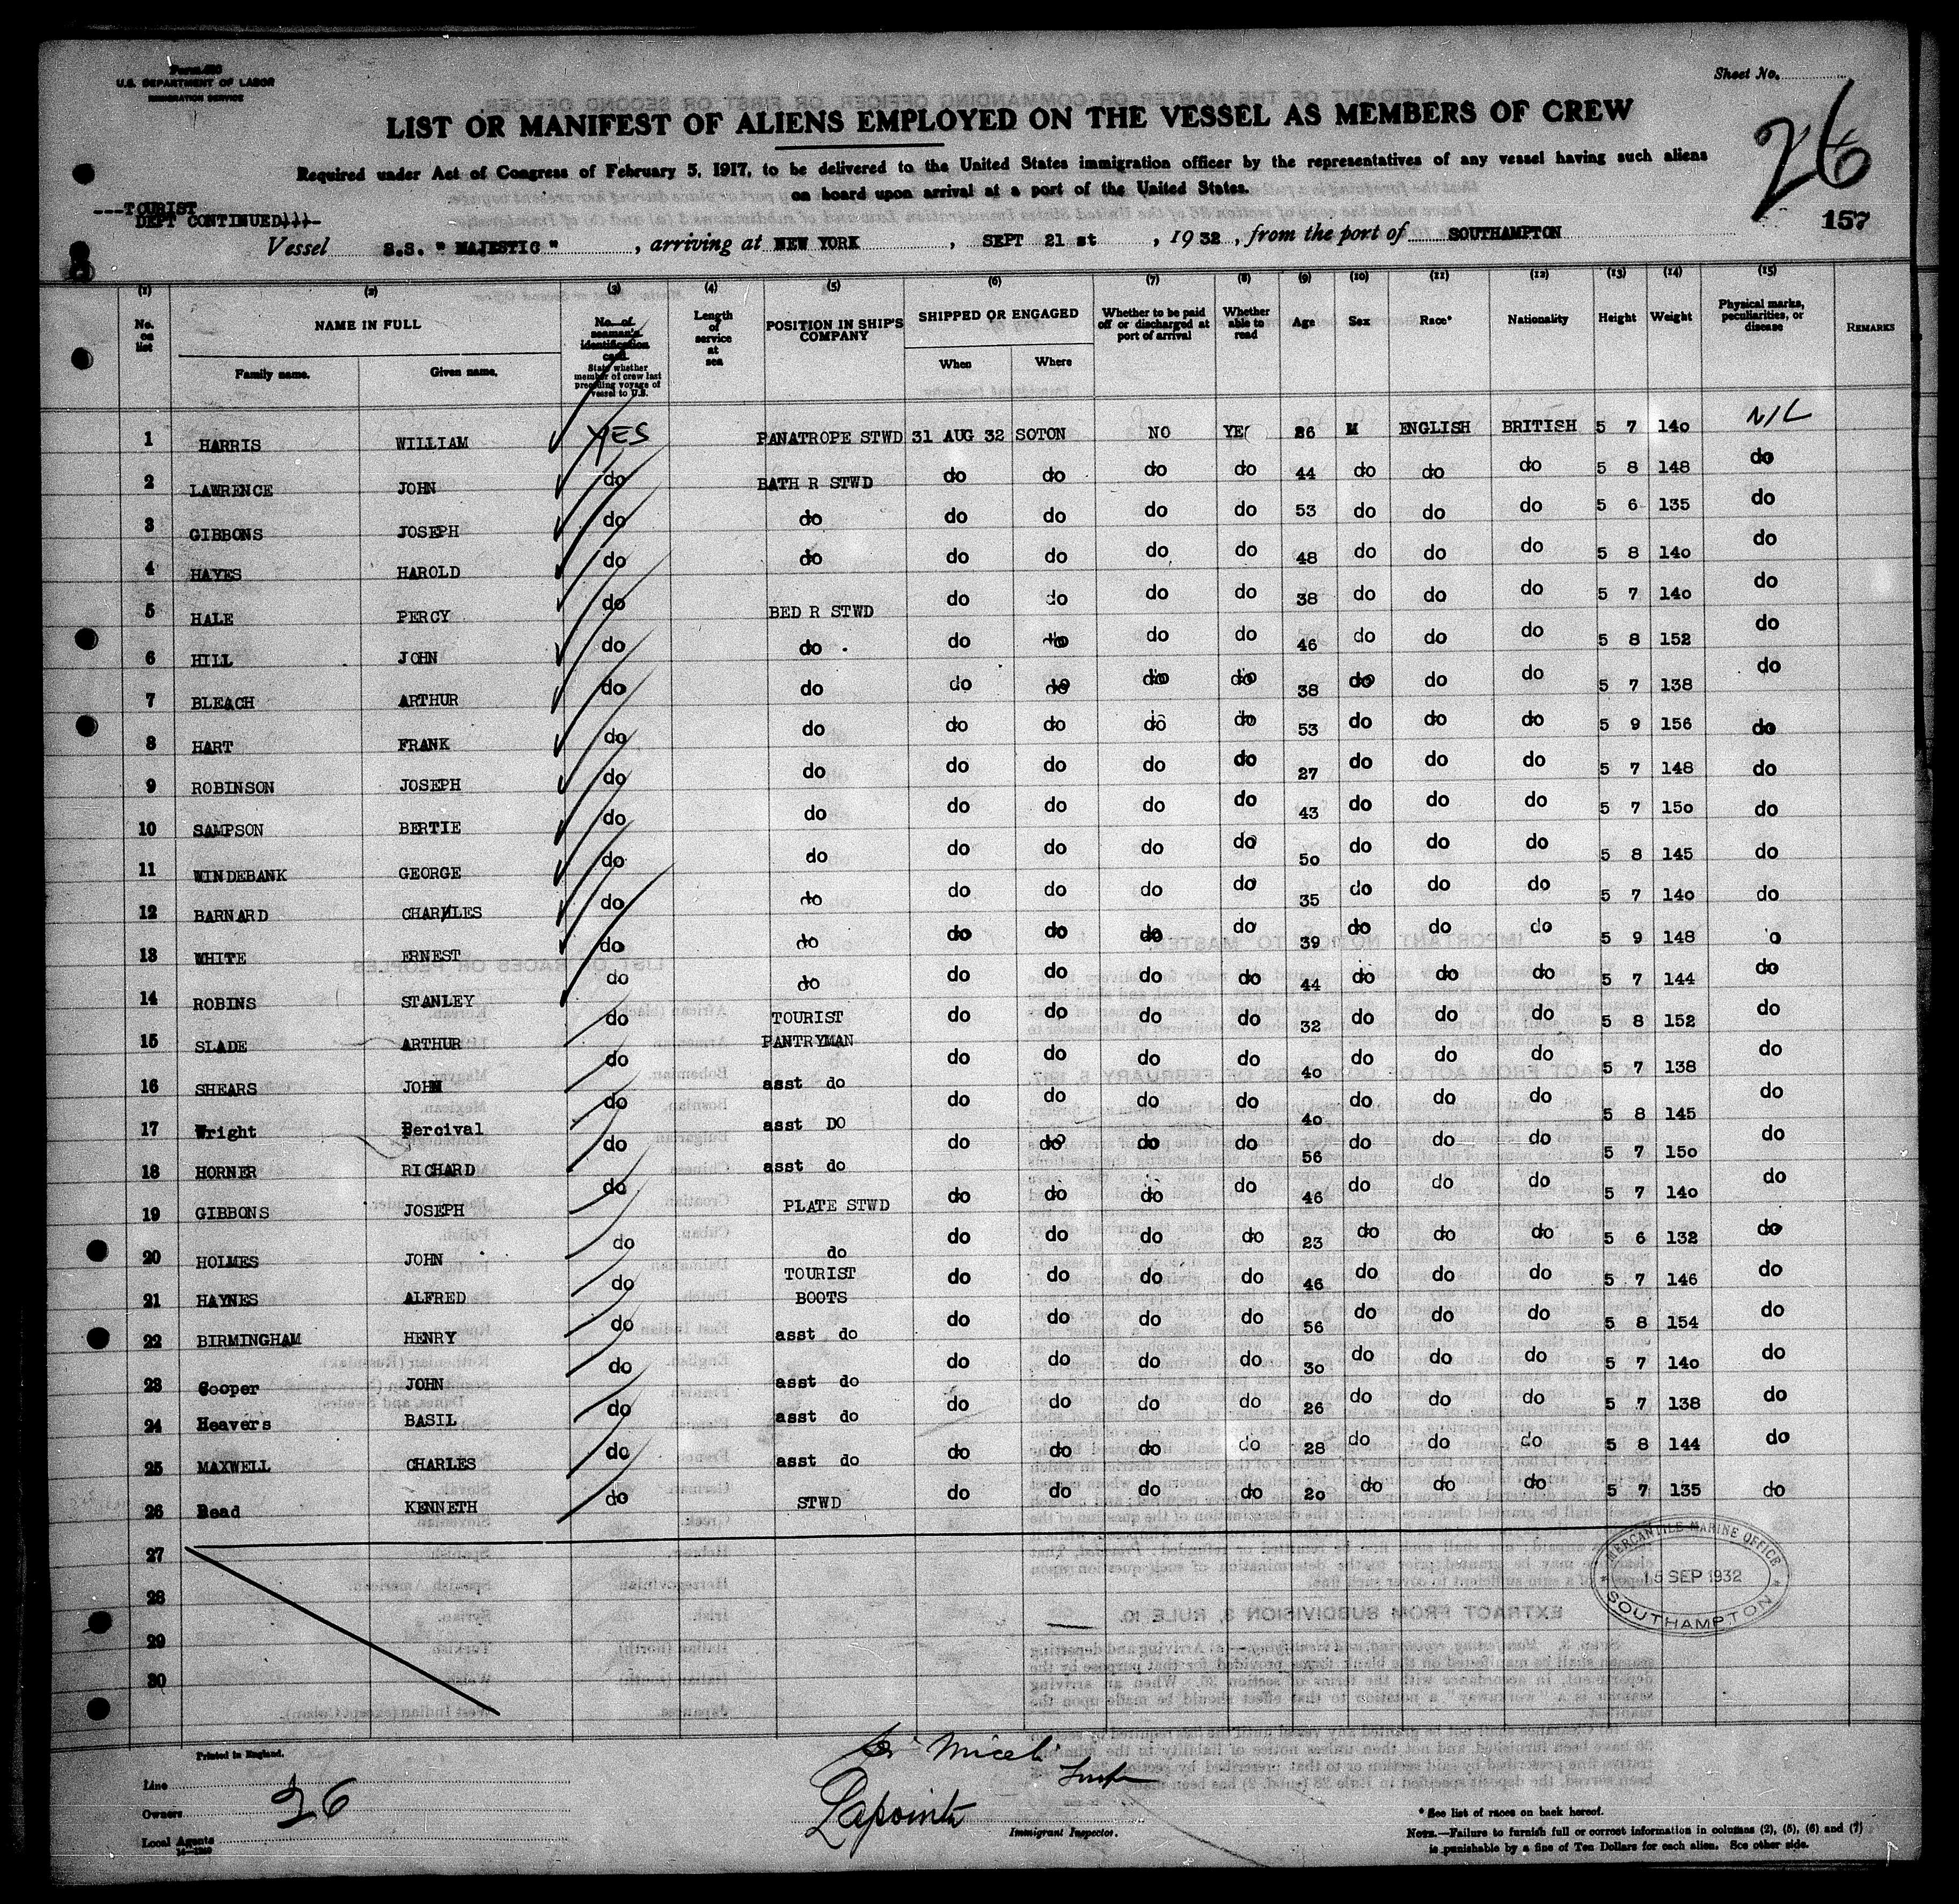 Form 680
U.S. DEPARTMENT OF LABOR
IMMIGRATION SERVICE
Sheet No.
LIST OR MANIFEST OF ALIENS EMPLOYED ON THE VESSEL AS MEMBERS OF CREW
26
Required under Act of Congress of February 5, 1917, to be delivered to the United States immigration officer by the representatives of any vessel having such aliens
on board upon arrival at a port of the United States.
---TOURIST
DEPT CONTINUED)))-
157
Vessel S.S. " MAJESTIC " , arriving at NEW YORK , SEPT 21 st , 1932 , from the port of SOUTHAMPTON
(1) (2) (3) (4) (5) (6) (7) (8) (9) (10) (11) (12) (13) (14) (15)
No. on list NAME IN FULL Family name. Given name. No. of seaman's identification card. State whether member of crew last preceding voyage of vessel to U.S. Length of service at sea POSITION IN SHIP'S COMPANY SHIPPED OR ENGAGED When Where Whether to be paid off or discharged at port of arrival Whether able to read Age Sex Race* Nationality Height Weight Physical marks, peculiarities, or disease REMARKS
1 HARRIS WILLIAM YES PANATROPE STWD 31 AUG 32 SOTON NO YE( 26 M ENGLISH BRITISH 5 7 140 NIL
2 LAWRENCE JOHN do BATH R STWD do do do do 44 do do do 5 8 148 do
3 GIBBONS JOSEPH do do do do do do 53 do do do 5 6 135 do
4 HAYES HAROLD do do do do do do 48 do do do 5 8 140 do
5 HALE PERCY do BED R STWD do do do do 38 do do do 5 7 140 do
6 HILL JOHN do do . do do do do 46 do do do 5 8 152 do
7 BLEACH ARTHUR do do do do do do 38 do do do 5 7 138 do
8 HART FRANK do do do do do do 53 do do do 5 9 156 do
9 ROBINSON JOSEPH do do do do do do 27 do do do 5 7 148 do
10 SAMPSON BERTIE do do do do do do 43 do do do 5 7 150 do
11 WINDEBANK GEORGE do do do do do do 50 do do do 5 8 145 do
12 BARNARD CHARLES do do do do do do 35 do do do 5 7 140 do
13 WHITE ERNEST do do do do do do 39 do do do 5 9 148 o
14 ROBINS STANLEY do do do do do do 44 do do do 5 7 144 do
15 SLADE ARTHUR do TOURIST PANTRYMAN do do do do 32 do do do 5 8 152 do
16 SHEARS JOHN do asst do do do do do 40 do do do 5 7 138 do
17 Wright Percival do asst DO do do do do 40 do do do 5 8 145 do
18 HORNER RICHARD do asst do do do do do 56 do do do 5 7 150 do
19 GIBBONS JOSEPH do PLATE STWD do do do do 46 do do do 5 7 140 do
20 HOLMES JOHN do do do do do do 23 do do do 5 6 132 do
21 HAYNES ALFRED do TOURIST BOOTS do do do do 46 do do do 5 7 146 do
22 BIRMINGHAM HENRY do asst do do do do do 56 do do do 5 8 154 do
23 Cooper JOHN do asst do do do do do 30 do do do 5 7 140 do
24 Heavers BASIL do asst do do do do do 26 do do do 5 7 138 do
25 MAXWELL CHARLES do asst do do do do do 28 do do do 5 8 144 do
26 Read KENNETH do STWD do do do do 20 do do do 5 7 135 do
27
28
29
30
MERCANTILE MARINE OFFICE
15 SEP 1932
SOUTHAMPTON
Printed in England.
Line
Owners
Local Agents
26
Lapointe
Immigrant Inspector.
* See list of races on back hereof.
NOTE.—Failure to furnish full or correct information in columns (2), (5), (6) and (7)
is punishable by a fine of Ten Dollars for each alien. See other side.